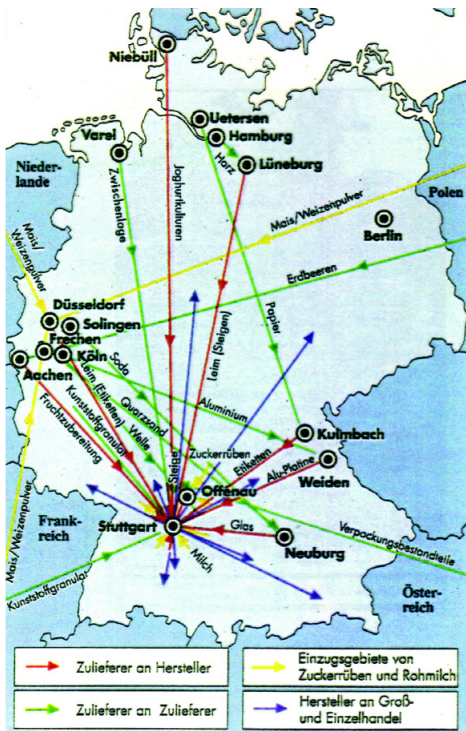 Niebüll
Uetersen
Hamburg
Varel
Harz
Lüneburg
Nieder-
lande
Zwischenlage
Joghurtkulturen
Polen
Mais/Weizenpulver
Berlin
Mais/
Weizenpulver
Erdbeeren
Düsseldorf
Solingen
Frechen
Köln
Aachen
Leim (Steigen)
Papier
Soda
Quarzsand
Leim (Etiketten)
Aluminium
Kunststoffgranulat
Fruchtzubereitung
Welle
Steige
Zuckerrüben
Etiketten
Kulmbach
Alu-Platine
Weiden
Offenau
Frank-
reich
Stuttgart
Glas
Neuburg
Milch
Mais/Weizenpulver
Kunststoffgranulat
Verpackungsbestandteile
Öster-
reich
Zulieferer an Hersteller
Einzugsgebiete von
Zuckerrüben und Rohmilch
Zulieferer an Zulieferer
Hersteller an Groß-
und Einzelhandel